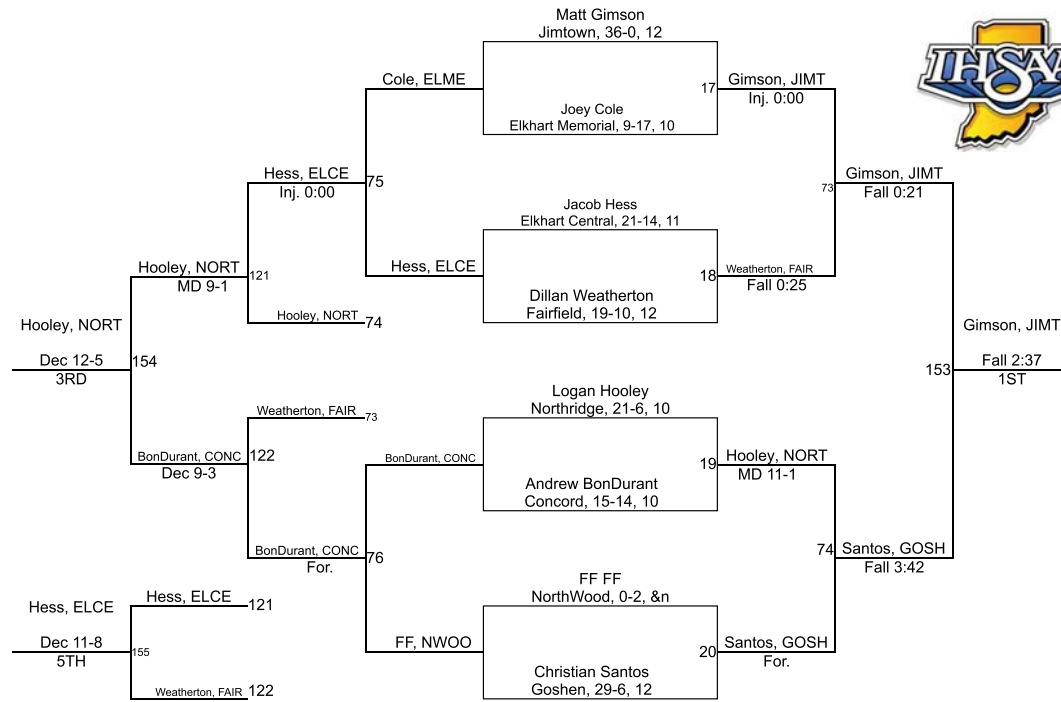 Matt Gimson
Jimtown, 36-0, 12
Cole, ELME
17
Gimson, JIMT
Inj. 0:00
Joey Cole
Elkhart Memorial, 9-17, 10
IHSAA
Hess, ELCE
Inj. 0:00
75
73
Gimson, JIMT
Fall 0:21
Jacob Hess
Elkhart Central, 21-14, 11
Hooley, NORT
MD 9-1
121
Hess, ELCE
18
Weatherton, FAIR
Fall 0:25
Dillan Weatherton
Fairfield, 19-10, 12
Hooley, NORT
74
Hooley, NORT
Dec 12-5
3RD
154
153
Gimson, JIMT
Fall 2:37
1ST
Logan Hooley
Northridge, 21-6, 10
Weatherton, FAIR
73
BonDurant, CONC
Dec 9-3
122
BonDurant, CONC
19
Hooley, NORT
MD 11-1
Andrew BonDurant
Concord, 15-14, 10
BonDurant, CONC
For.
76
74
Santos, GOSH
Fall 3:42
FF FF
NorthWood, 0-2, &n
Hess, ELCE
121
Hess, ELCE
Dec 11-8
5TH
155
FF, NWOO
20
Santos, GOSH
For.
Christian Santos
Goshen, 29-6, 12
Weatherton, FAIR
122